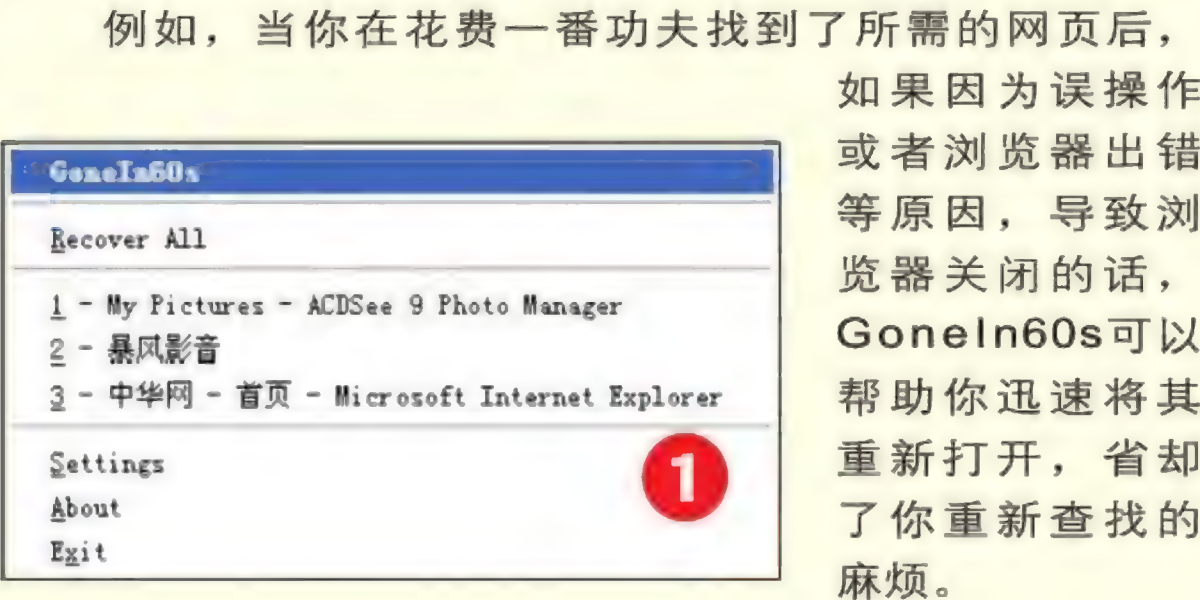 例如，当你在花费一番功夫找到了所需的网页后，
如果因为误操作
或者浏览器出错
等原因，导致浏
览器关闭的话，
GoneIn60s可以
帮助你迅速将其
重新打开，省却
了你重新查找的
麻烦。
GoneIn60s
Recover All
1 - My Pictures - ACDSee 9 Photo Manager
2 - 暴风影音
3 - 中华网 - 首页 - Microsoft Internet Explorer
Settings
About
Exit
1